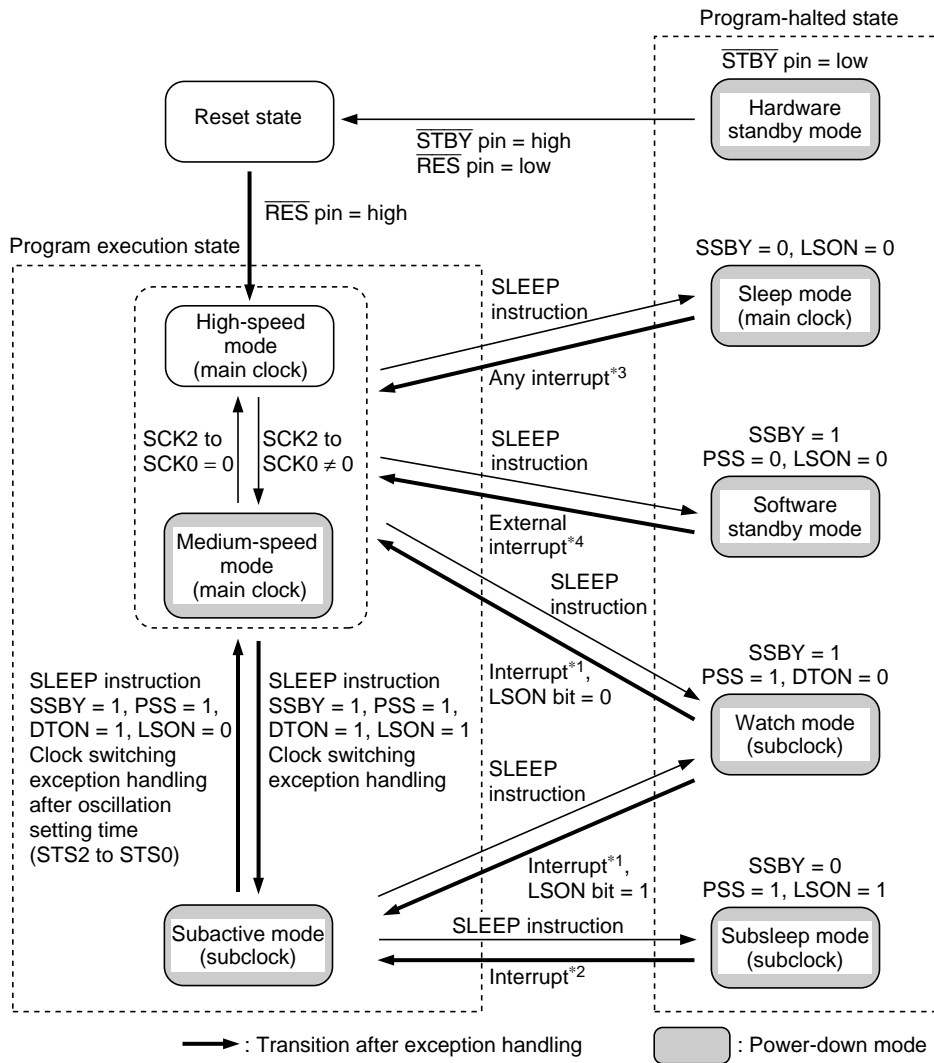 Program-halted state
STBY pin = low
Hardware
standby mode
Reset state
STBY pin = high
RES pin = low
RES pin = high
Program execution state
SSBY = 0, LSON = 0
Sleep mode
(main clock)
SLEEP
instruction
High-speed
mode
(main clock)
Any interrupt*3
SCK2 to
SCK0 = 0
SCK2 to
SCK0 ≠ 0
SLEEP
instruction
SSBY = 1
PSS = 0, LSON = 0
Software
standby mode
External
interrupt*4
Medium-speed
mode
(main clock)
SLEEP
instruction
Interrupt*1,
LSON bit = 0
SSBY = 1
PSS = 1, DTON = 0
Watch mode
(subclock)
SLEEP instruction
SSBY = 1, PSS = 1,
DTON = 1, LSON = 0
Clock switching
exception handling
after oscillation
setting time
(STS2 to STS0)
SLEEP instruction
SSBY = 1, PSS = 1,
DTON = 1, LSON = 1
Clock switching
exception handling
SLEEP
instruction
Interrupt*1,
LSON bit = 1
SSBY = 0
PSS = 1, LSON = 1
Subactive mode
(subclock)
SLEEP instruction
Interrupt*2
Subsleep mode
(subclock)
: Transition after exception handling
: Power-down mode